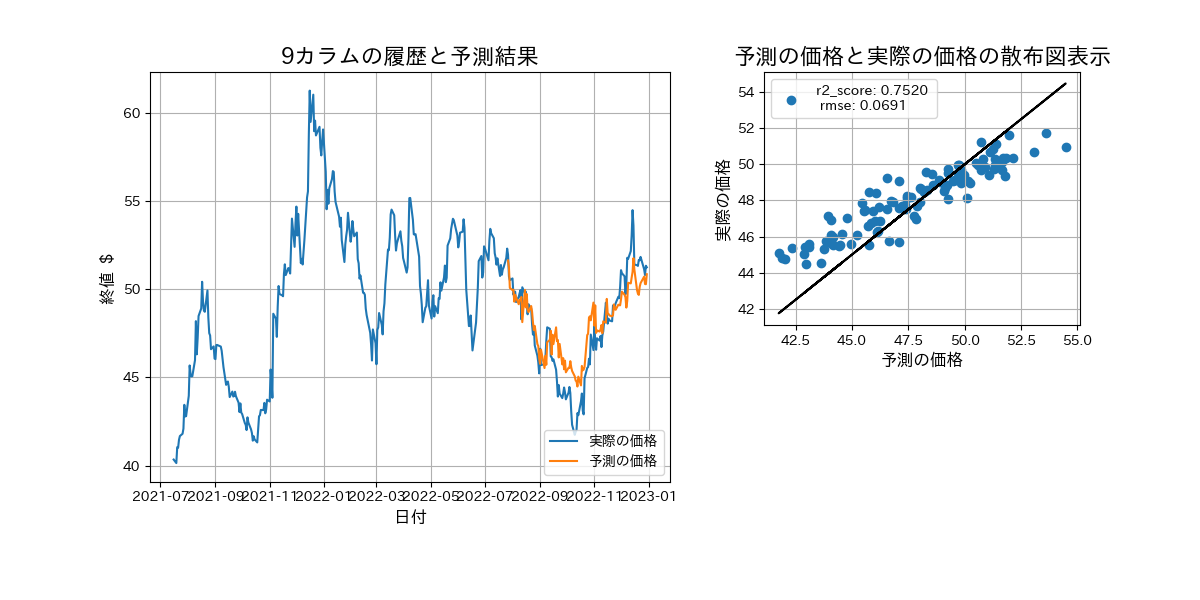 9カラムの履歴と予測結果
60
55
50
45
40
終値 $
2021-07 2021-09 2021-11 2022-01 2022-03 2022-05 2022-07 2022-09 2022-11 2023-01
日付
実際の価格
予測の価格
予測の価格と実際の価格の散布図表示
r2_score: 0.7520
rmse: 0.0691
54
52
50
48
46
44
42
実際の価格
42.5 45.0 47.5 50.0 52.5 55.0
予測の価格